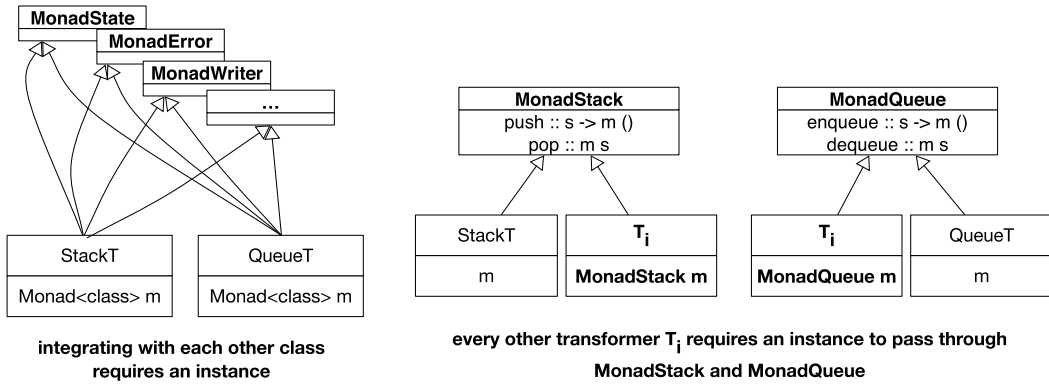 MonadState
MonadError
MonadWriter
...
StackT
Monad<class> m
QueueT
Monad<class> m
integrating with each other class
requires an instance
MonadStack
push :: s -> m ()
pop :: m s
StackT
m
Ti
MonadStack m
MonadQueue
enqueue :: s -> m ()
dequeue :: m s
Ti
MonadQueue m
QueueT
m
every other transformer Ti requires an instance to pass through
MonadStack and MonadQueue